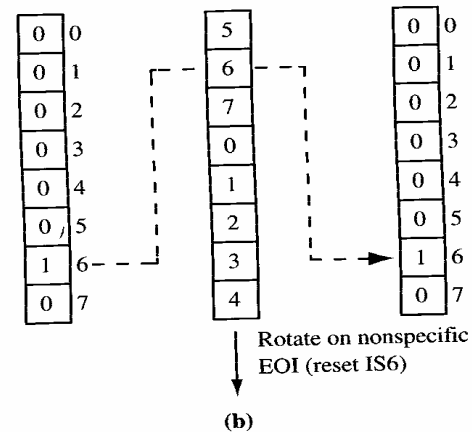 0 0 5 0 0
0 1 6 0 1
0 2 7 0 2
0 3 0 0 3
0 4 1 0 4
0 5 2 0 5
1 6 3 1 6
0 7 4 0 7
Rotate on nonspecific
EOI (reset IS6)
(b)